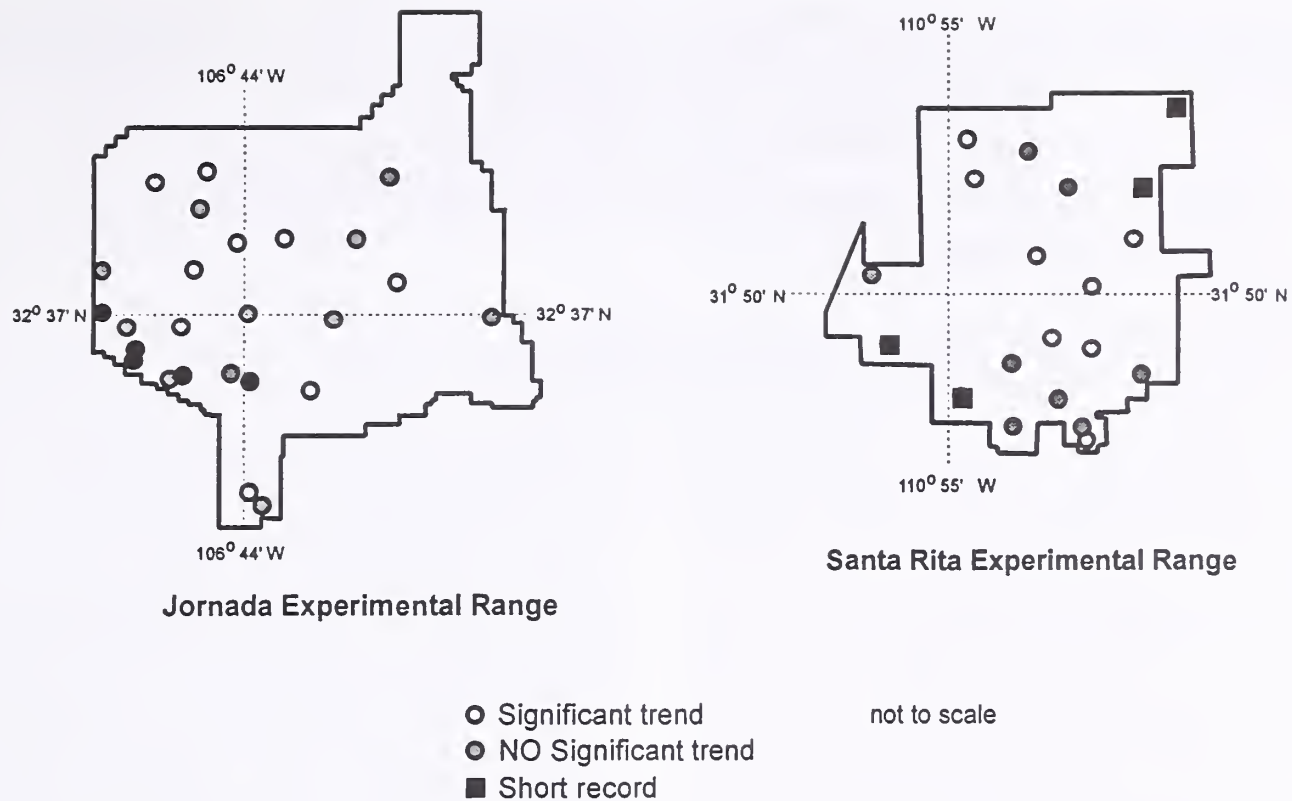 110° 55' W
106° 44' W
32° 37' N
32° 37' N
31° 50' N
31° 50' N
110° 55' W
106° 44' W
Santa Rita Experimental Range
Jornada Experimental Range
Significant trend
not to scale
NO Significant trend
Short record